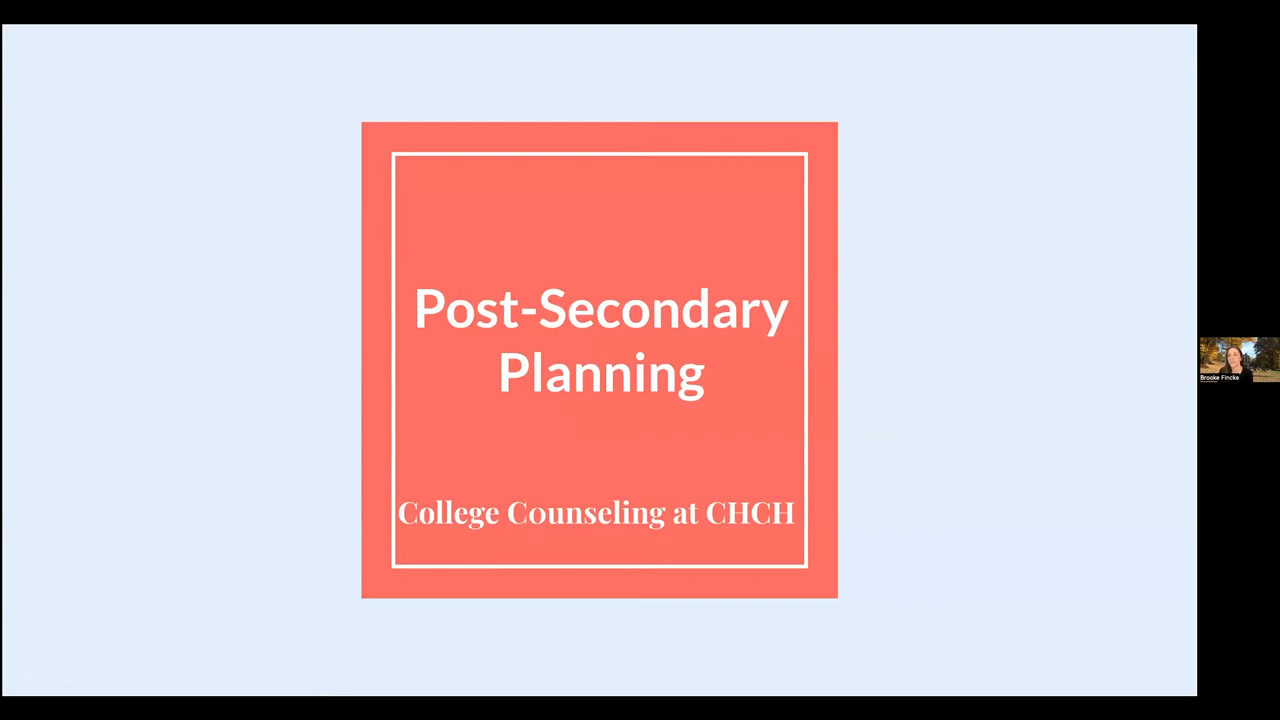 Post-Secondary
Planning
College Counseling at CHCH
Brooke Fincke